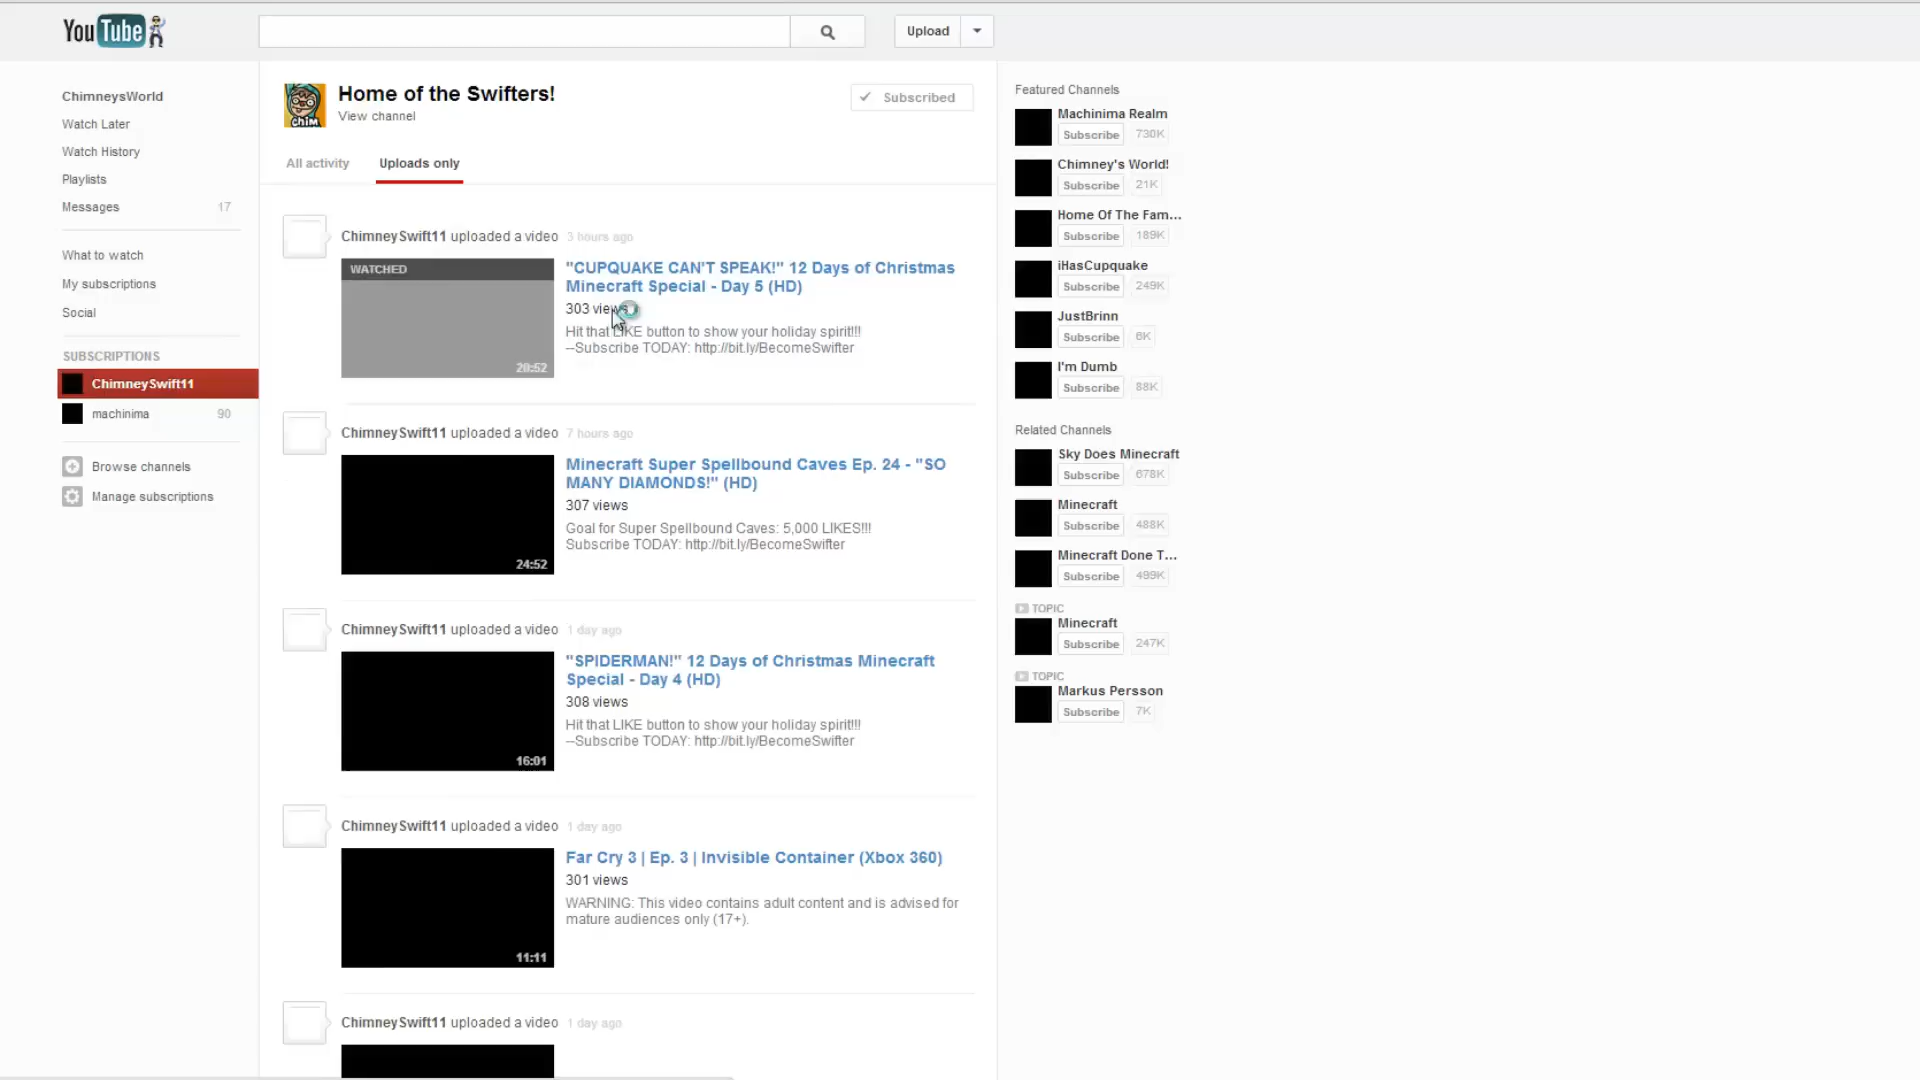 YouTube
Upload
ChimneysWorld
Watch Later
Watch History
Playlists
Messages 17
What to watch
My subscriptions
Social
SUBSCRIPTIONS
ChimneySwift11
machinima 90
Browse channels
Manage subscriptions
CHIM
Home of the Swifters!
View channel
Subscribed
All activity
Uploads only
ChimneySwift11 uploaded a video 3 hours ago
WATCHED
20:52
"CUPQUAKE CAN'T SPEAK!" 12 Days of Christmas
Minecraft Special - Day 5 (HD)
303 views
Hit that LIKE button to show your holiday spirit!!!
--Subscribe TODAY: http://bit.ly/BecomeSwifter
ChimneySwift11 uploaded a video 7 hours ago
24:52
Minecraft Super Spellbound Caves Ep. 24 - "SO
MANY DIAMONDS!" (HD)
307 views
Goal for Super Spellbound Caves: 5,000 LIKES!!!
Subscribe TODAY: http://bit.ly/BecomeSwifter
ChimneySwift11 uploaded a video 1 day ago
16:01
"SPIDERMAN!" 12 Days of Christmas Minecraft
Special - Day 4 (HD)
308 views
Hit that LIKE button to show your holiday spirit!!!
--Subscribe TODAY: http://bit.ly/BecomeSwifter
ChimneySwift11 uploaded a video 1 day ago
11:11
Far Cry 3 | Ep. 3 | Invisible Container (Xbox 360)
301 views
WARNING: This video contains adult content and is advised for
mature audiences only (17+).
ChimneySwift11 uploaded a video 1 day ago
Featured Channels
Machinima Realm
Subscribe 730K
Chimney's World!
Subscribe 21K
Home Of The Fam...
Subscribe 189K
iHasCupquake
Subscribe 249K
JustBrinn
Subscribe 6K
I'm Dumb
Subscribe 88K
Related Channels
Sky Does Minecraft
Subscribe 678K
Minecraft
Subscribe 488K
Minecraft Done T...
Subscribe 499K
TOPIC
Minecraft
Subscribe 247K
TOPIC
Markus Persson
Subscribe 7K